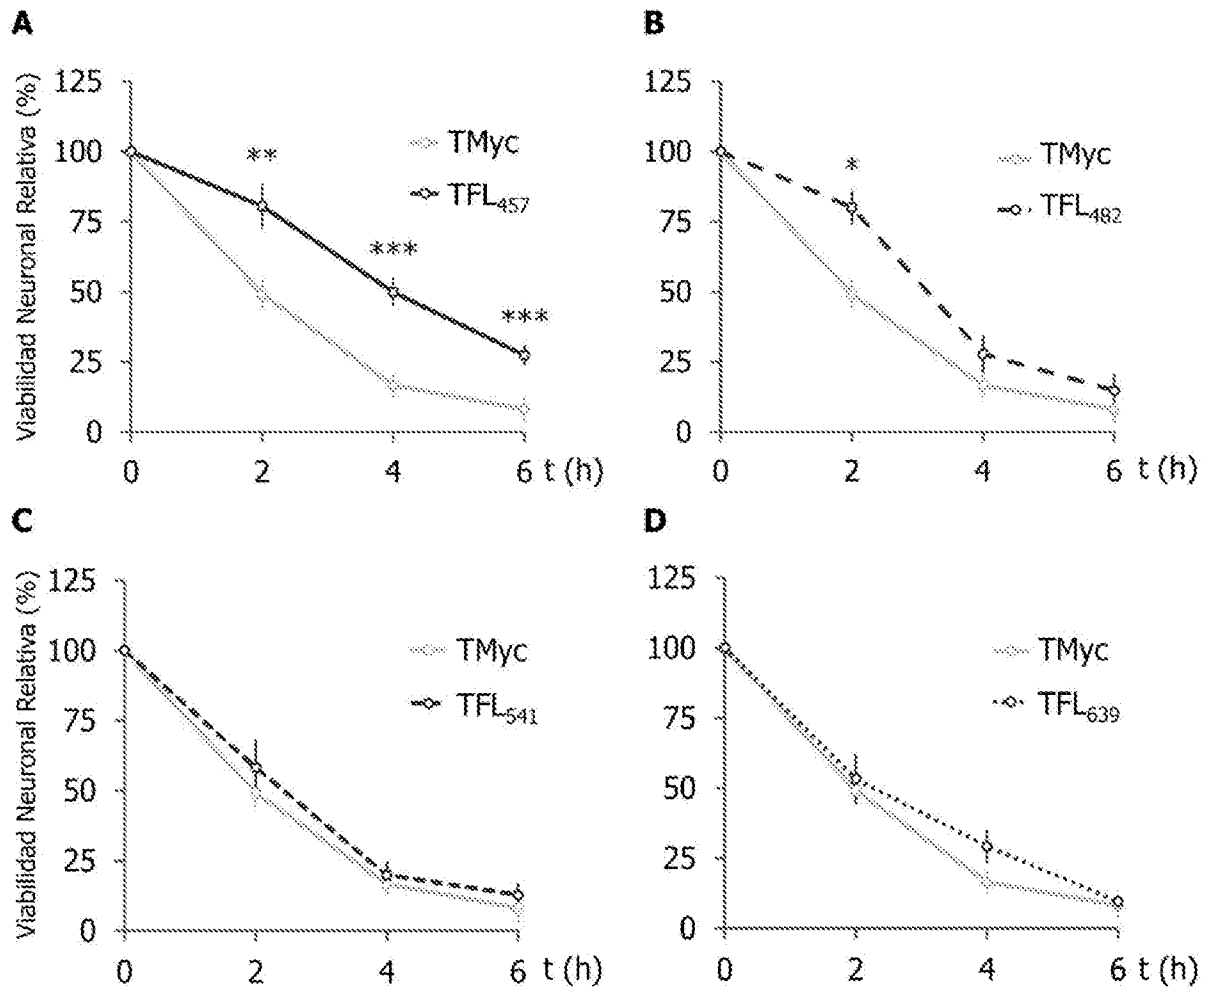 A
Viabilidad Neuronal Relativa (%)
125
100
75
50
25
0
0 2 4 6 t (h)
** *** ***
TMyc
TFL457
B
125
100
75
50
25
0
0 2 4 6 t (h)
*
TMyc
TFL482
C
Viabilidad Neuronal Relativa (%)
125
100
75
50
25
0
0 2 4 6 t (h)
TMyc
TFL541
D
125
100
75
50
25
0
0 2 4 6 t (h)
TMyc
TFL639